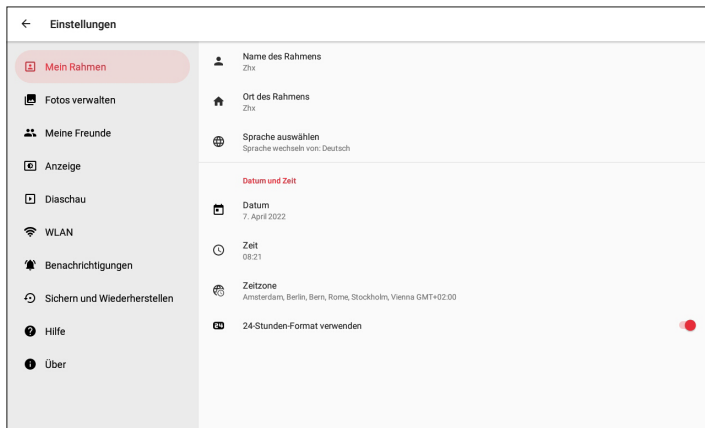 Einstellungen
Mein Rahmen
Fotos verwalten
Meine Freunde
Anzeige
Diaschau
WLAN
Benachrichtigungen
Sichern und Wiederherstellen
Hilfe
Über
Name des Rahmens
Zhx
Ort des Rahmens
Zhx
Sprache auswählen
Sprache wechseln von: Deutsch
Datum und Zeit
Datum
7. April 2022
Zeit
08:21
Zeitzone
Amsterdam, Berlin, Bern, Rome, Stockholm, Vienna GMT+02:00
24
24-Stunden-Format verwenden